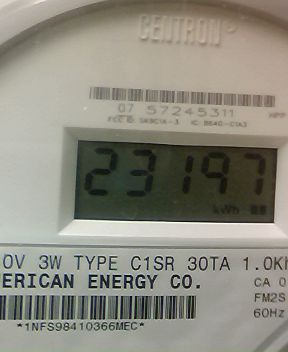 CENTRON®
07 57245311
23197
kWh
0V 3W TYPE C1SR 30TA 1.0Kh
ERICAN ENERGY CO.
CA 0
FM2S
60Hz
*1NFS98410366MEC*